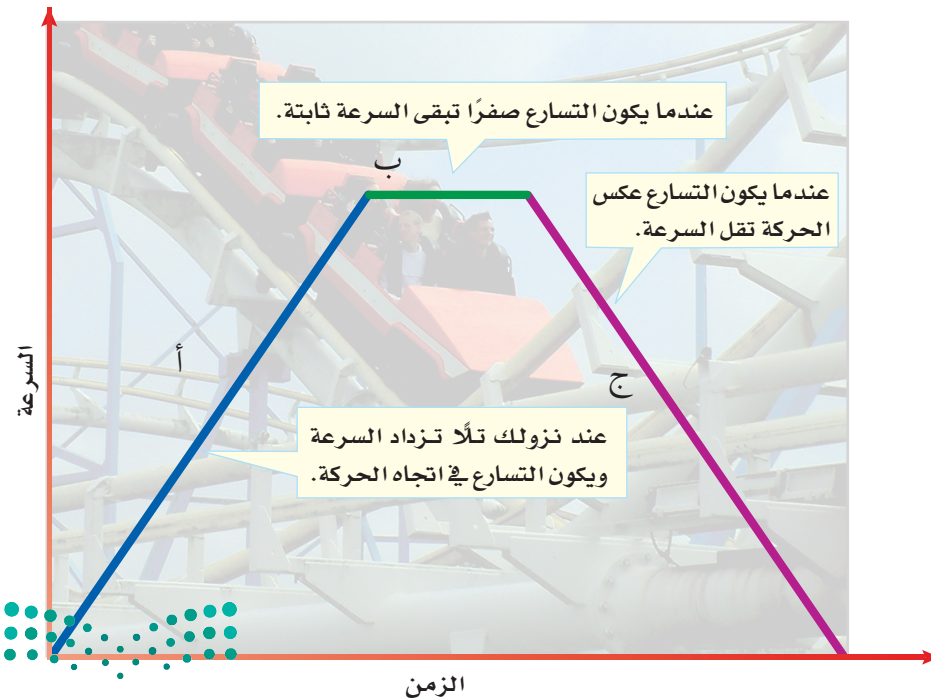 عندما يكون التسارع صفرًا تبقى السرعة ثابتة.
ب
عندما يكون التسارع عكس
الحركة تقل السرعة.
أ
ج
السرعة
عند نزولك تلًّا تزداد السرعة
ويكون التسارع في اتجاه الحركة.
الزمن